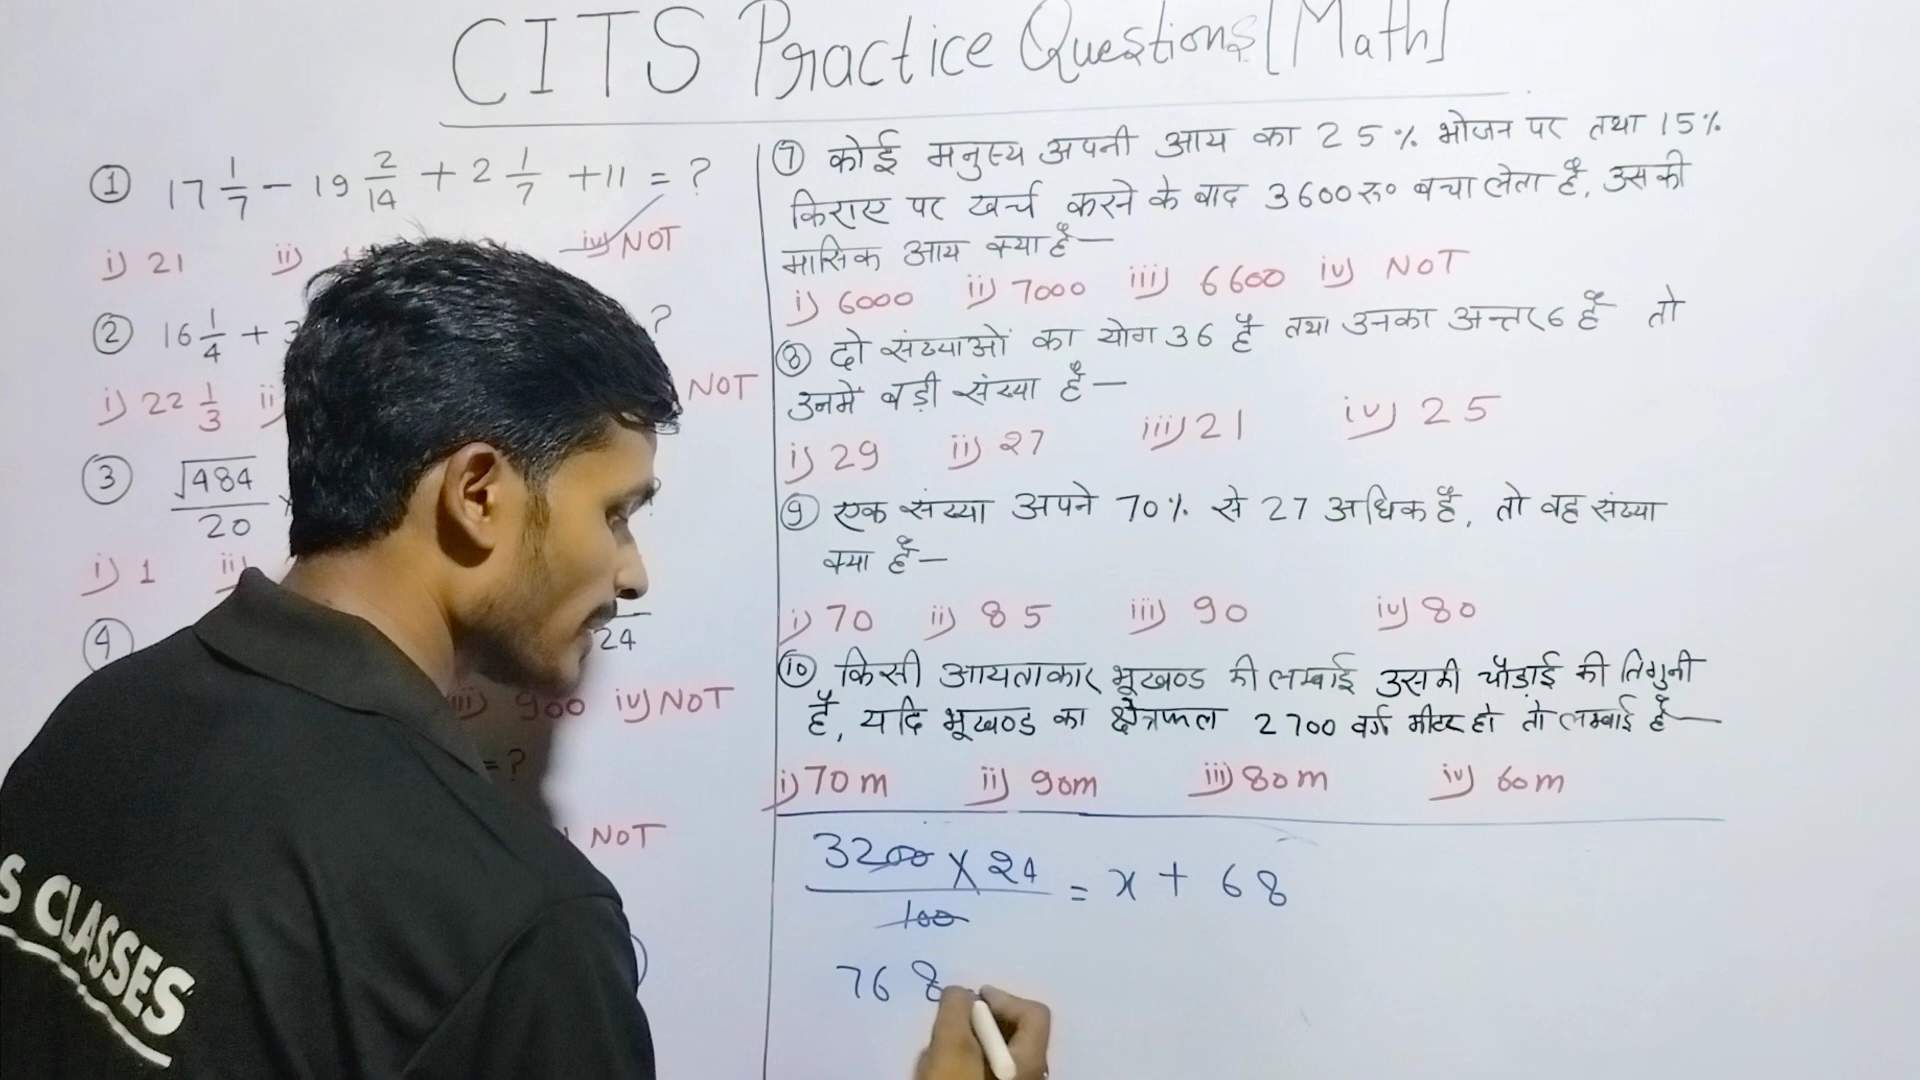 CITS Practice Questions [Math]
① 17 1/7 - 19 2/14 + 2 1/7 + 11 = ?
i) 21 ii) iv) NOT
② 16 1/4 + 3 ?
i) 22 1/3 ii) NOT
③ √484/20
i) 1 ii)
④ 24
iii) 900 iv) NOT
= ?
NOT
⑦ कोई मनुस्य अपनी आय का 25% भोजन पर तथा 15%
किराए पर खर्च करने के बाद 3600रु० बचा लेता है, उसकी
मासिक आय क्या है—
i) 6000 ii) 7000 iii) 6600 iv) NOT
⑧ दो संख्याओं का योग 36 है तथा उनका अन्तर 6 है तो
उनमें बड़ी संख्या है—
i) 29 ii) 27 iii) 21 iv) 25
⑨ एक संख्या अपने 70% से 27 अधिक है, तो वह संख्या
क्या है—
i) 70 ii) 85 iii) 90 iv) 80
⑩ किसी आयताकार भूखण्ड की लम्बाई उसकी चौड़ाई की तिगुनी
है, यदि भूखण्ड का क्षेत्रफल 2700 वर्ग मीटर हो तो लम्बाई है—
i) 70m ii) 90m iii) 80m iv) 60m
3200 × 24 / 100 = x + 68
768
S CLASSES